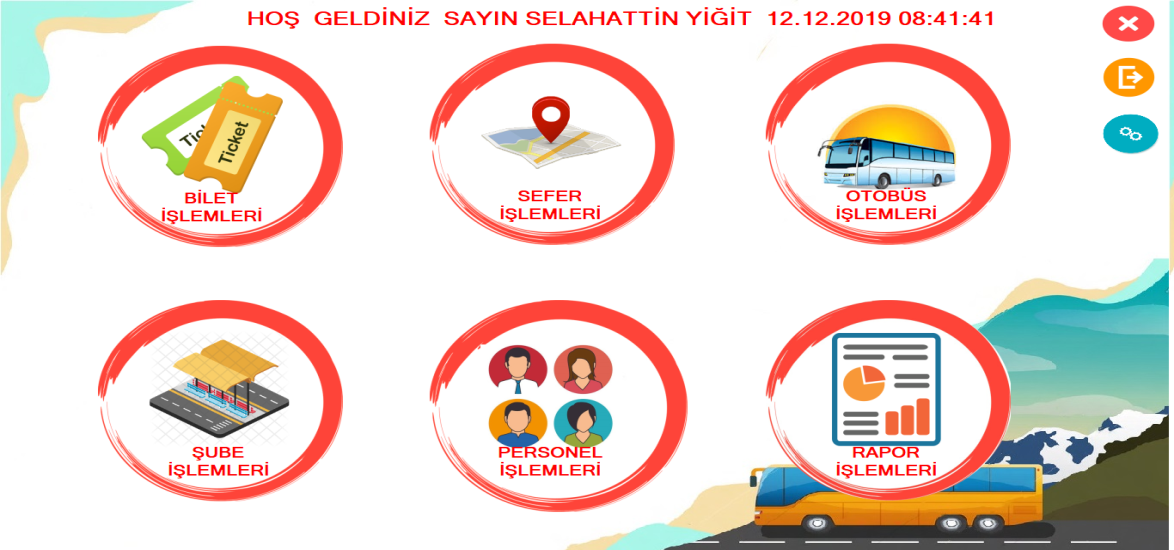 HOŞ GELDİNİZ SAYIN SELAHATTİN YİĞİT 12.12.2019 08:41:41
Ticket
BİLET
İŞLEMLERİ
SEFER
İŞLEMLERİ
OTOBÜS
İŞLEMLERİ
ŞUBE
İŞLEMLERİ
PERSONEL
İŞLEMLERİ
RAPOR
İŞLEMLERİ